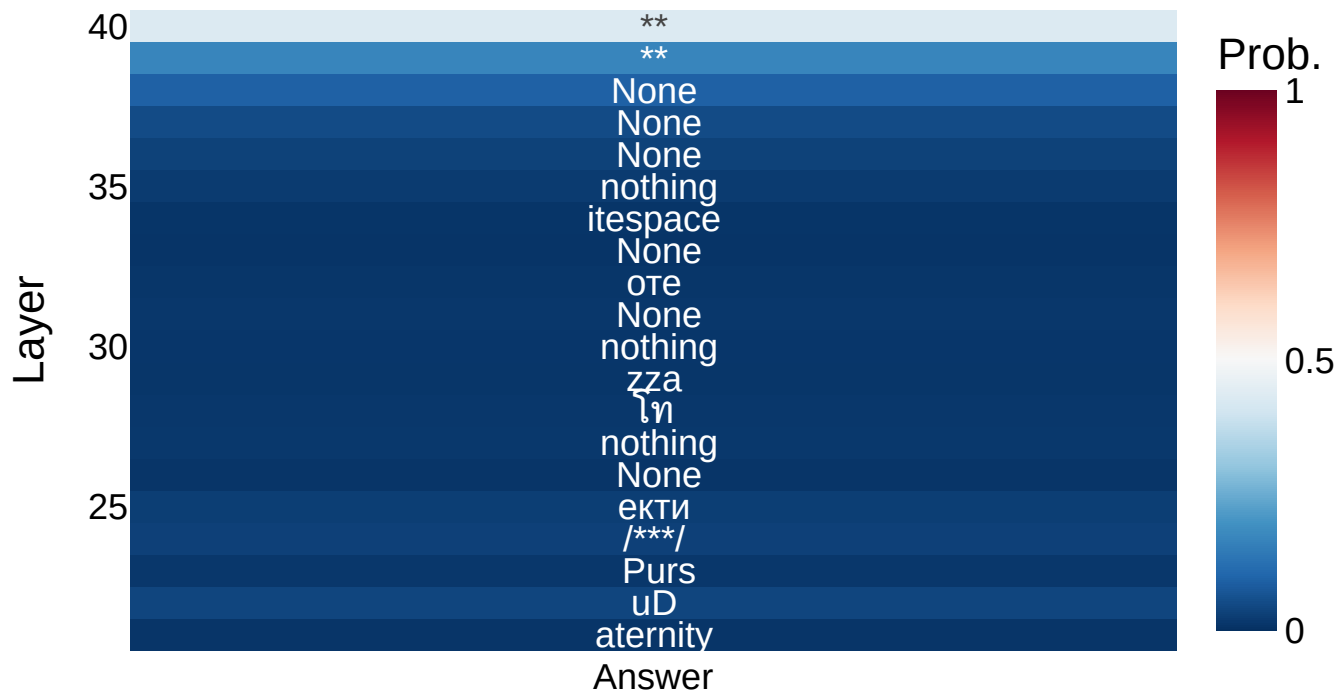 40
**
**
None
None
None
35
nothing
itespace
None
оте
None
30
nothing
zza
โท
nothing
None
25
екти
/***/
Purs
uD
aternity
Answer
Layer
Prob.
1
0.5
0